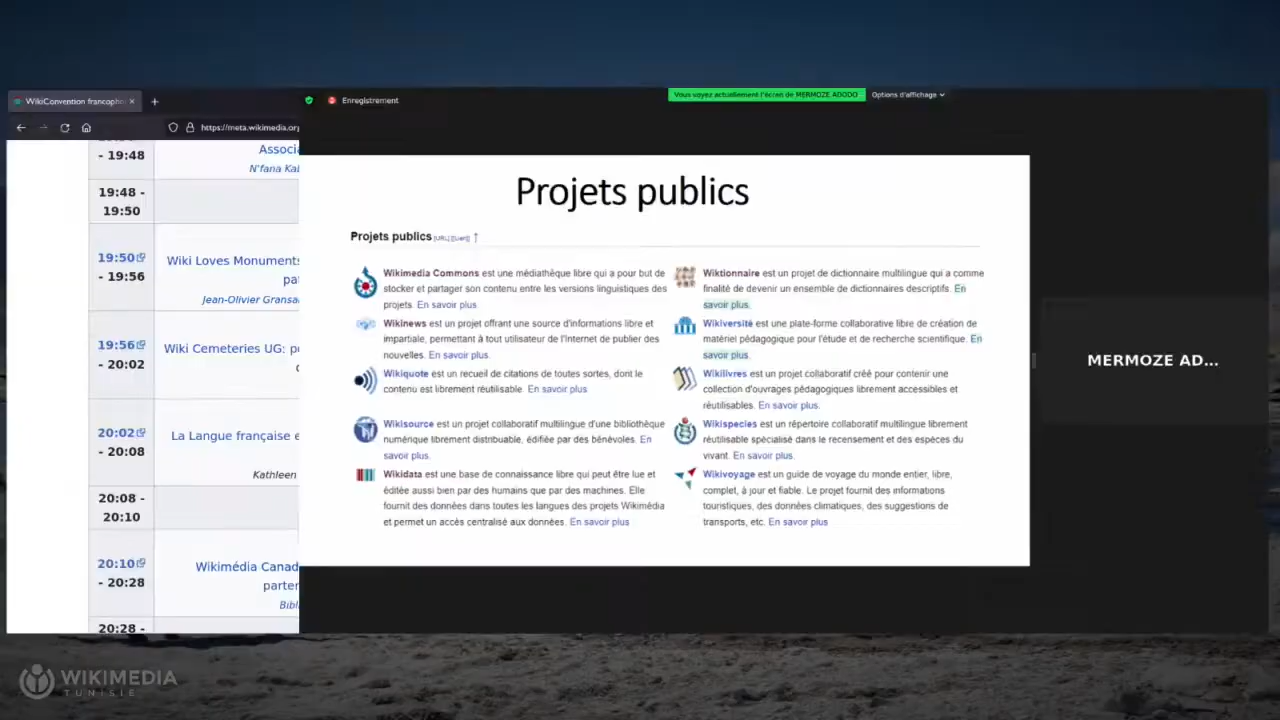 WikiConvention francopho
Enregistrement
Vous voyez actuellement l'écran de MERMOZE ADODO
Options d'affichage
https://meta.wikimedia.org
- 19:48
Associ
N'fana Ka
19:48 -
19:50
19:50
- 19:56
Wiki Loves Monuments
pa
Jean-Olivier Gransa
19:56
- 20:02
Wiki Cemeteries UG: p
20:02
- 20:08
La Langue française e
Kathleen
20:08 -
20:10
20:10
- 20:28
Wikimédia Canad
parter
Bibl
20:28 -
Projets publics
Projets publics
Wikimedia Commons est une médiathèque libre qui a pour but de
stocker et partager son contenu entre les versions linguistiques des
projets. En savoir plus.
Wikinews est un projet offrant une source d'informations libre et
impartiale, permettant à tout utilisateur de l'Internet de publier des
nouvelles. En savoir plus.
Wikiquote est un recueil de citations de toutes sortes, dont le
contenu est librement réutilisable. En savoir plus
Wikisource est un projet collaboratif multilingue d'une bibliothèque
numérique librement distribuable, édifiée par des bénévoles. En
savoir plus.
Wikidata est une base de connaissance libre qui peut être lue et
éditée aussi bien par des humains que par des machines. Elle
fournit des données dans toutes les langues des projets Wikimédia
et permet un accès centralisé aux données. En savoir plus
Wiktionnaire est un projet de dictionnaire multilingue qui a comme
finalité de devenir un ensemble de dictionnaires descriptifs. En
savoir plus.
Wikiversité est une plate-forme collaborative libre de création de
matériel pédagogique pour l'étude et de recherche scientifique. En
savoir plus.
Wikilivres est un projet collaboratif créé pour contenir une
collection d'ouvrages pédagogiques librement accessibles et
réutilisables. En savoir plus.
Wikispecies est un répertoire collaboratif multilingue librement
réutilisable spécialisé dans le recensement et des espèces du
vivant. En savoir plus.
Wikivoyage est un guide de voyage du monde entier, libre,
complet, à jour et fiable. Le projet fournit des informations
touristiques, des données climatiques, des suggestions de
transports, etc. En savoir plus
MERMOZE AD...
WIKIMEDIA
TUNISIE